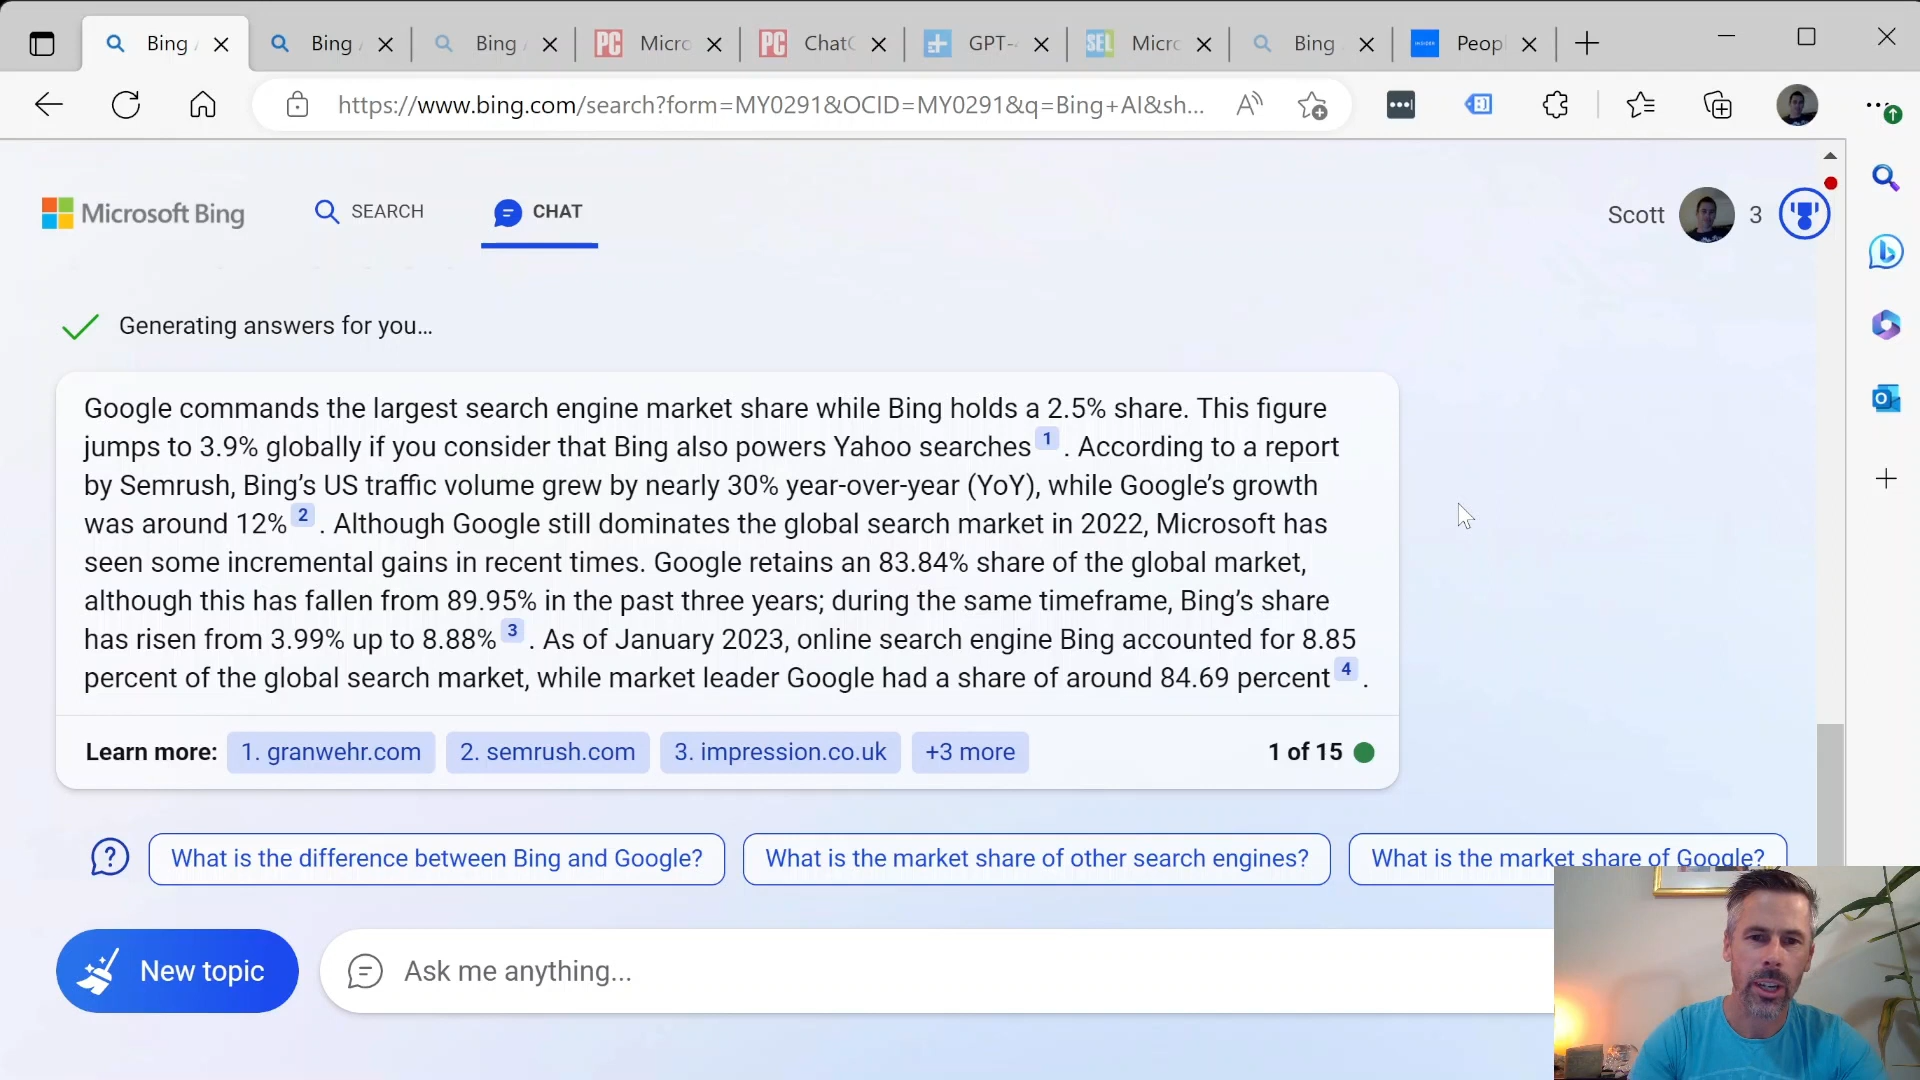 Bing
Bing
Bing
PC Micro
PC Chat
GPT-
SEL Micro
Bing
INSIDER Peop
https://www.bing.com/search?form=MY0291&OCID=MY0291&q=Bing+AI&sh...
Microsoft Bing
SEARCH
CHAT
Scott
3
Generating answers for you...
Google commands the largest search engine market share while Bing holds a 2.5% share. This figure
jumps to 3.9% globally if you consider that Bing also powers Yahoo searches 1 . According to a report
by Semrush, Bing's US traffic volume grew by nearly 30% year-over-year (YoY), while Google's growth
was around 12% 2 . Although Google still dominates the global search market in 2022, Microsoft has
seen some incremental gains in recent times. Google retains an 83.84% share of the global market,
although this has fallen from 89.95% in the past three years; during the same timeframe, Bing's share
has risen from 3.99% up to 8.88% 3 . As of January 2023, online search engine Bing accounted for 8.85
percent of the global search market, while market leader Google had a share of around 84.69 percent 4 .
Learn more: 1. granwehr.com 2. semrush.com 3. impression.co.uk +3 more 1 of 15
What is the difference between Bing and Google?
What is the market share of other search engines?
What is the market share of Google?
New topic
Ask me anything...